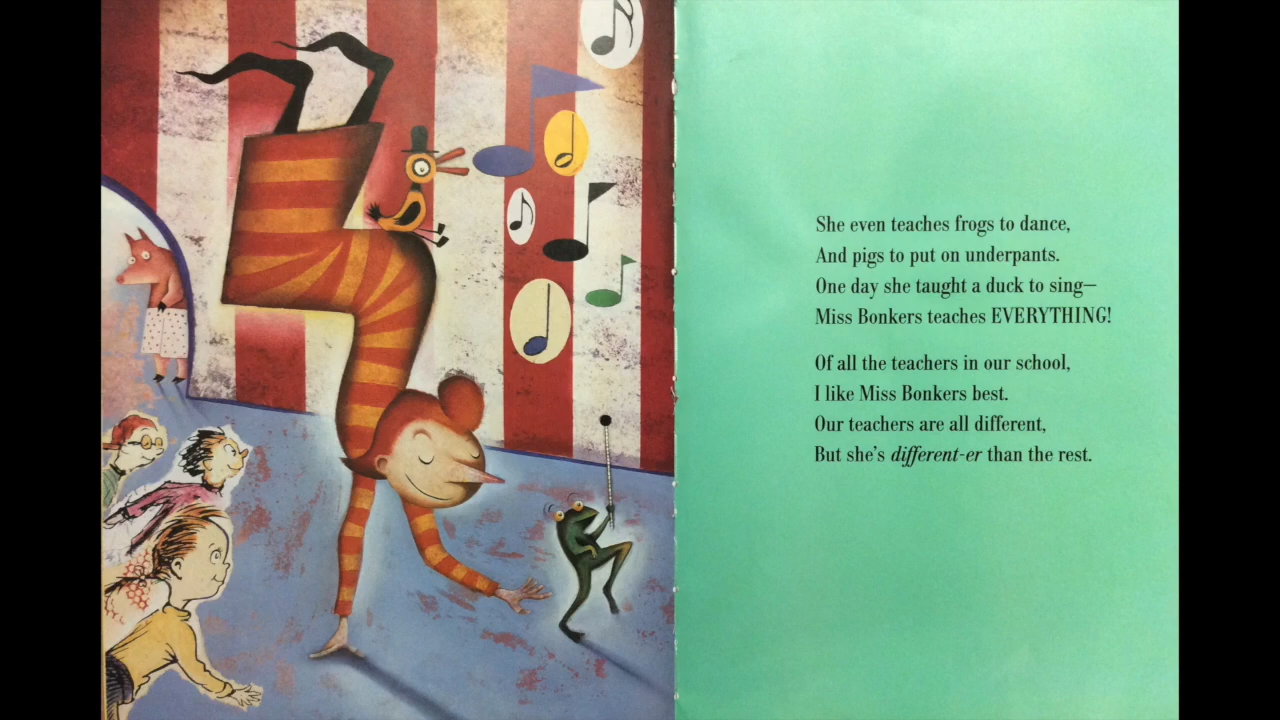 She even teaches frogs to dance,
And pigs to put on underpants.
One day she taught a duck to sing—
Miss Bonkers teaches EVERYTHING!
Of all the teachers in our school,
I like Miss Bonkers best.
Our teachers are all different,
But she's different-er than the rest.